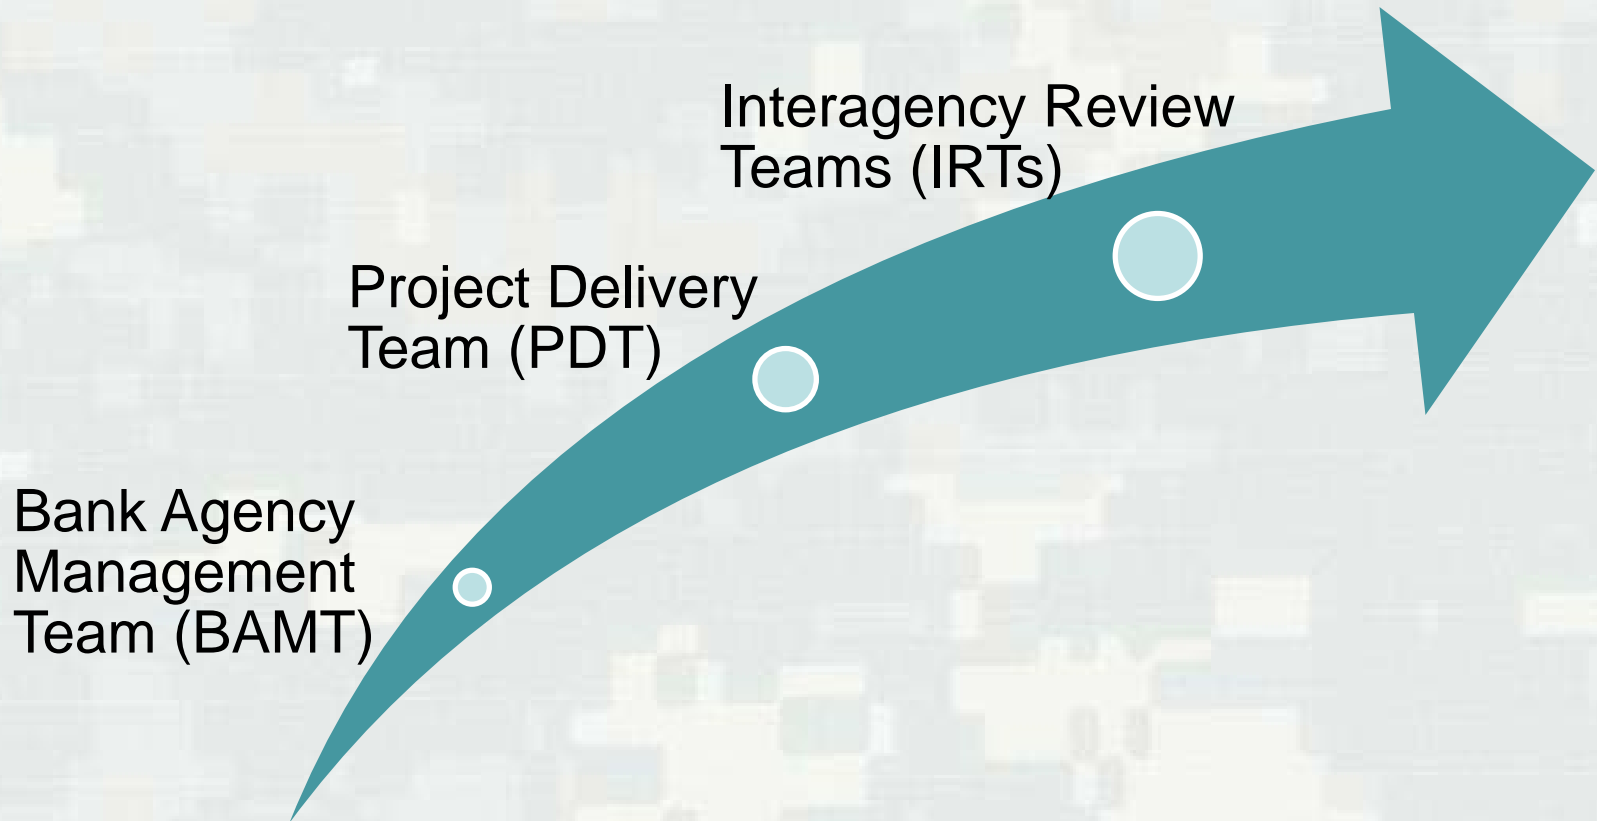 Interagency Review
Teams (IRTs)
Project Delivery
Team (PDT)
Bank Agency
Management
Team (BAMT)